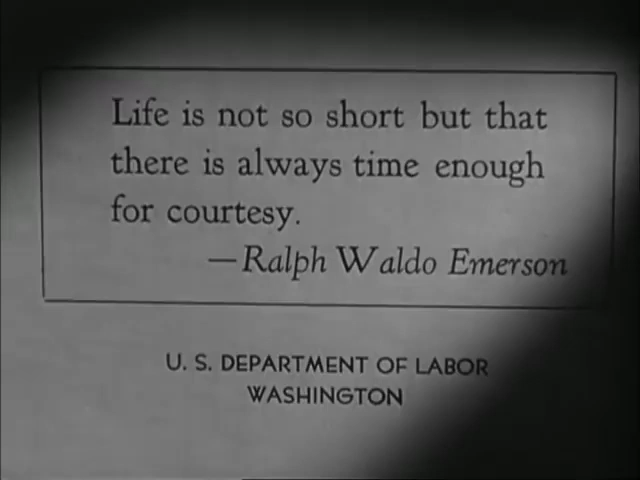 Life is not so short but that
there is always time enough
for courtesy.
—Ralph Waldo Emerson
U. S. DEPARTMENT OF LABOR
WASHINGTON